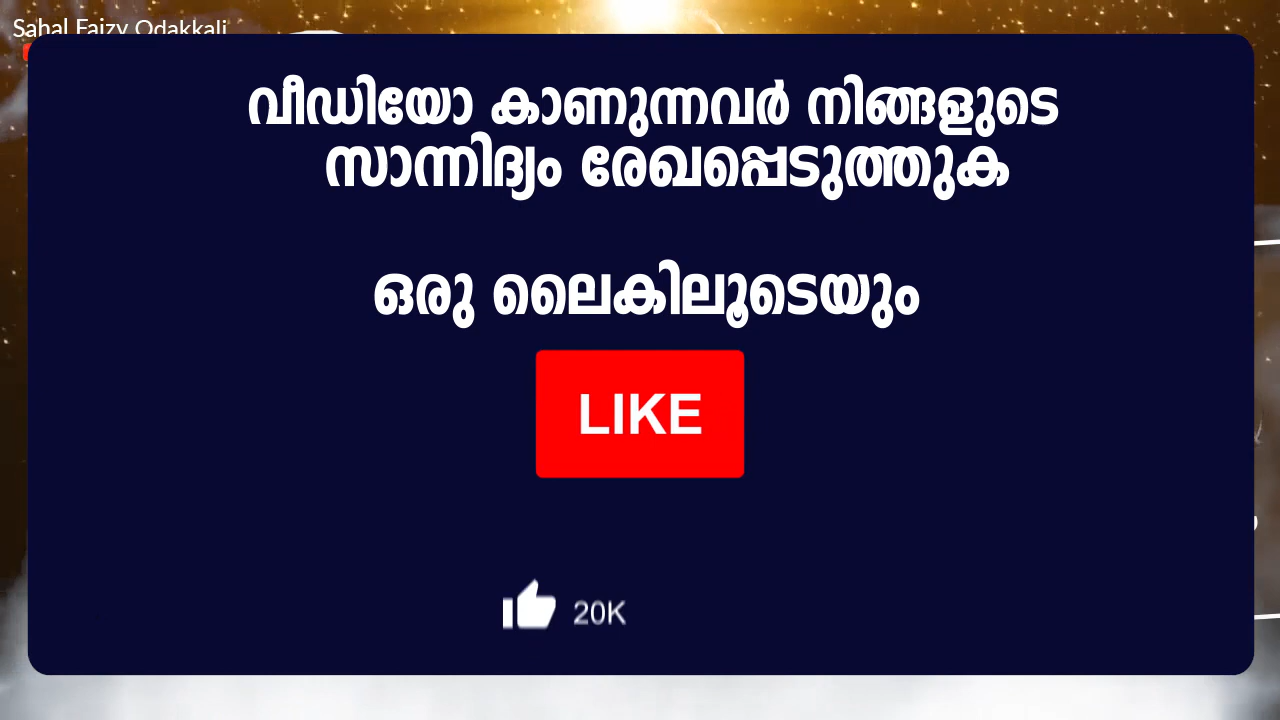 Sahal Faizy Odakkali
വീഡിയോ കാണുന്നവർ നിങ്ങളുടെ
സാന്നിദ്യം രേഖപ്പെടുത്തുക
ഒരു ലൈകിലൂടെയും
LIKE
20K